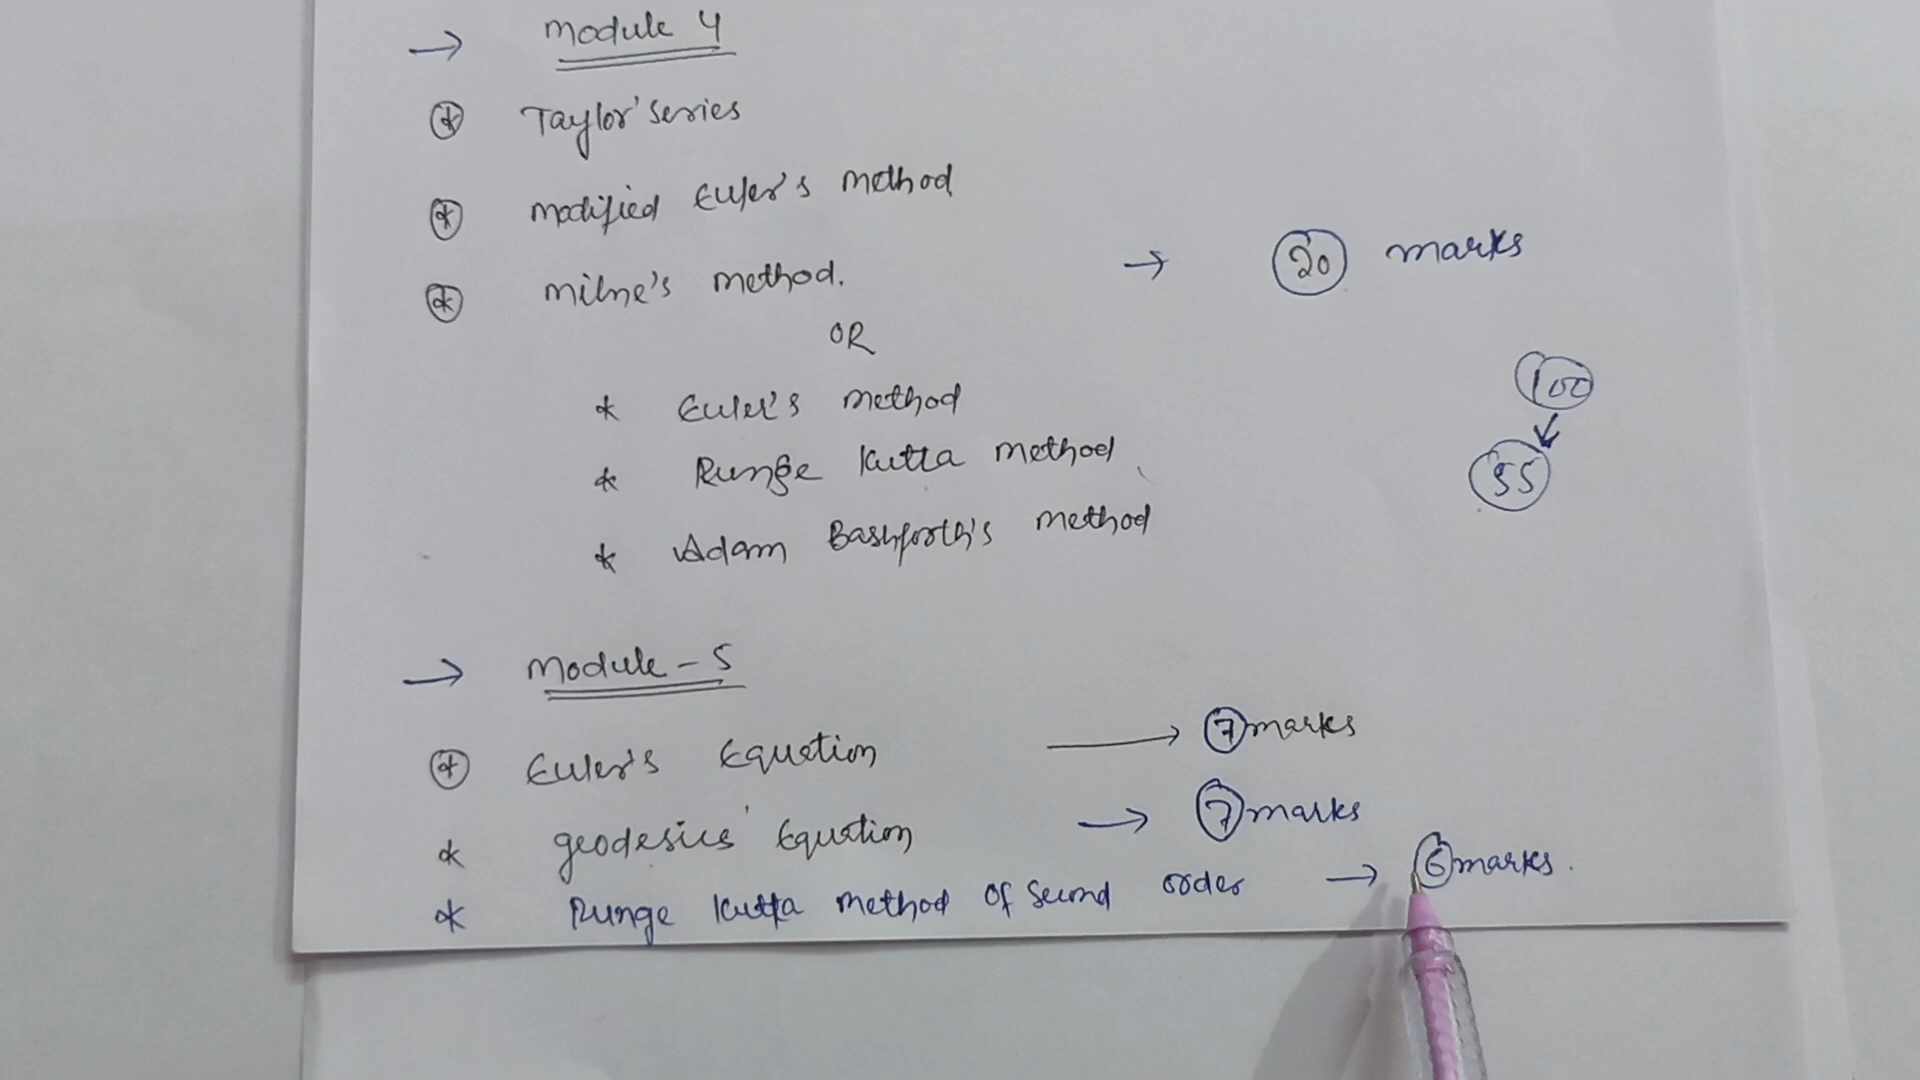 → Module 4
* Taylor's series
* modified Euler's method
* milne's method. → 20 marks
OR
100
* Euler's method
↓
* Runge Kutta method
* Adam Bashforth's method
→ Module - 5
* Euler's Equation → 7 marks
* geodesics Equation → 7 marks
* Runge Kutta method of Second order → 6 marks.